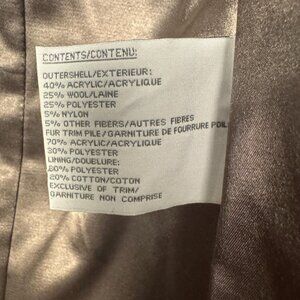 CONTENTS/CONTENU:
OUTERSHELL/EXTERIEUR:
40% ACRYLIC/ACRYLIQUE
25% WOOL/LAINE
25% POLYESTER
5% NYLON
5% OTHER FIBERS/AUTRES FIBRES
FUR TRIM PILE/GARNITURE DE FOURRURE POIL
70% ACRYLIC/ACRYLIQUE
30% POLYESTER
LINING/DOUBLURE:
80% POLYESTER
20% COTTON/COTON
EXCLUSIVE OF TRIM/
GARNITURE NON COMPRISE